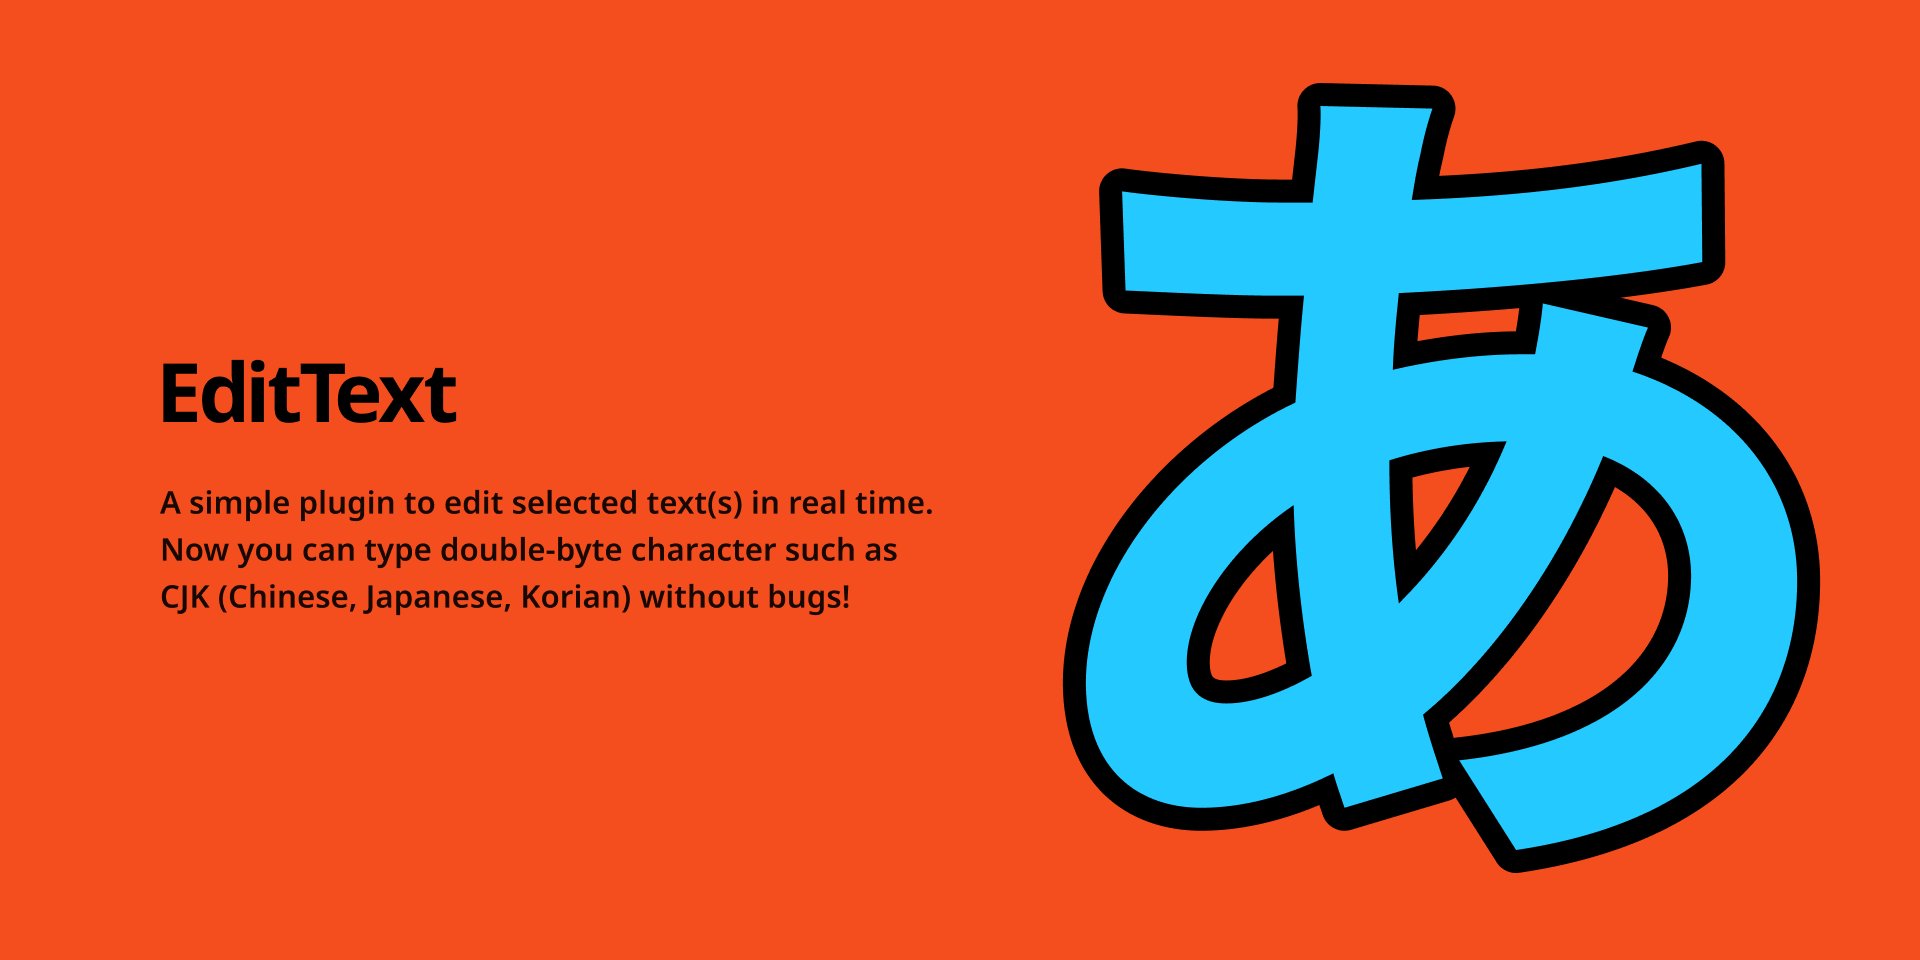 EditText
A simple plugin to edit selected text(s) in real time.
Now you can type double-byte character such as
CJK (Chinese, Japanese, Korian) without bugs!
あ